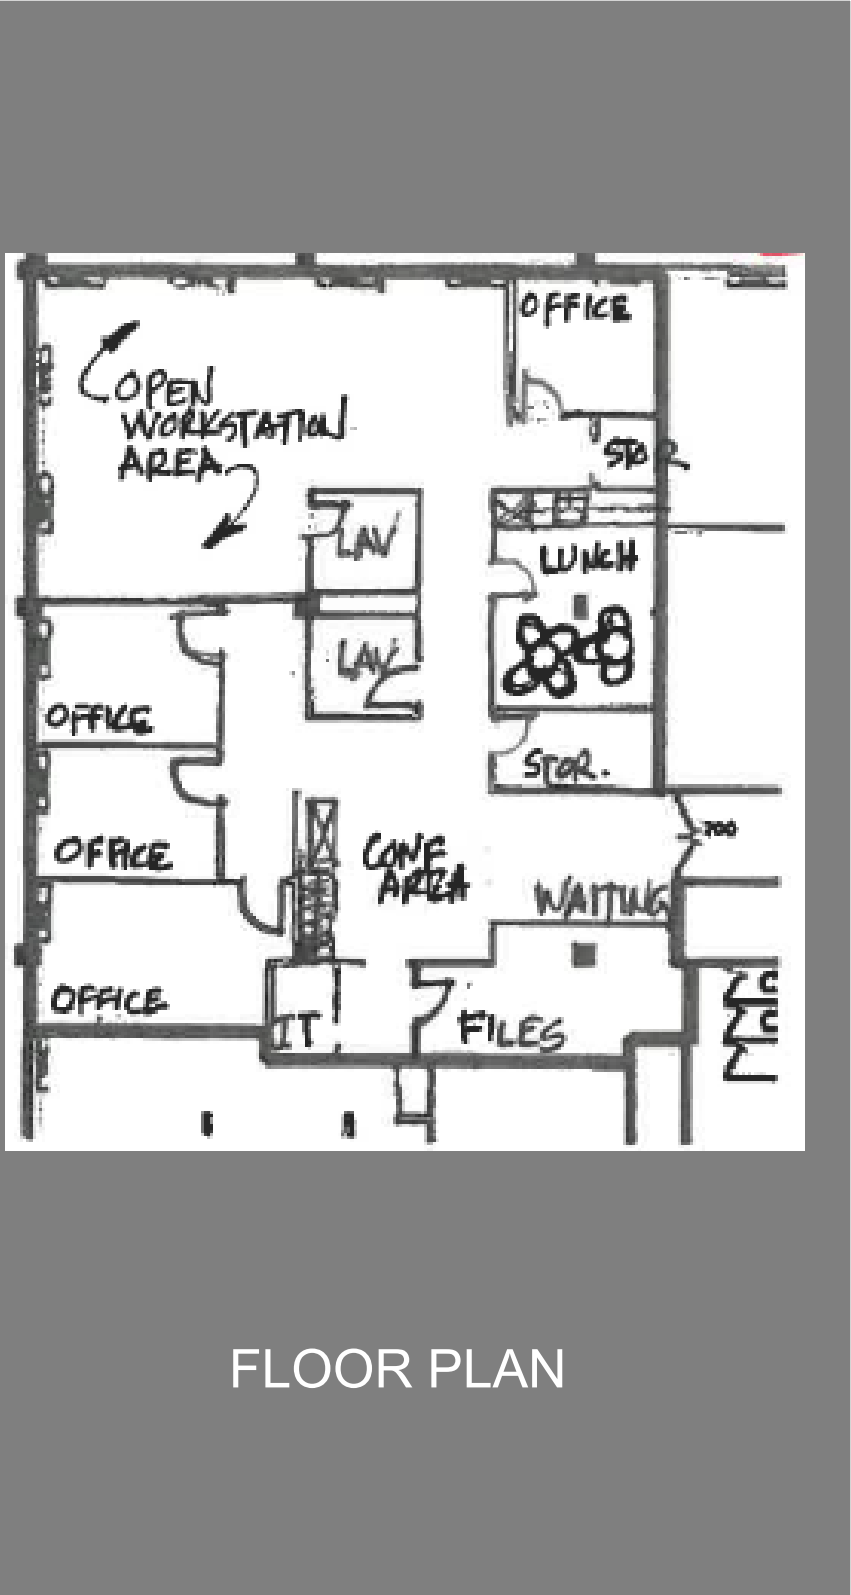 OFFICE
OPEN
WORKSTATION
AREA
STOR
LAV
LUNCH
LAV
OFFICE
STOR.
700
OFFICE
CONF
AREA
WAITING
OFFICE
IT
FILES
C
C
FLOOR PLAN